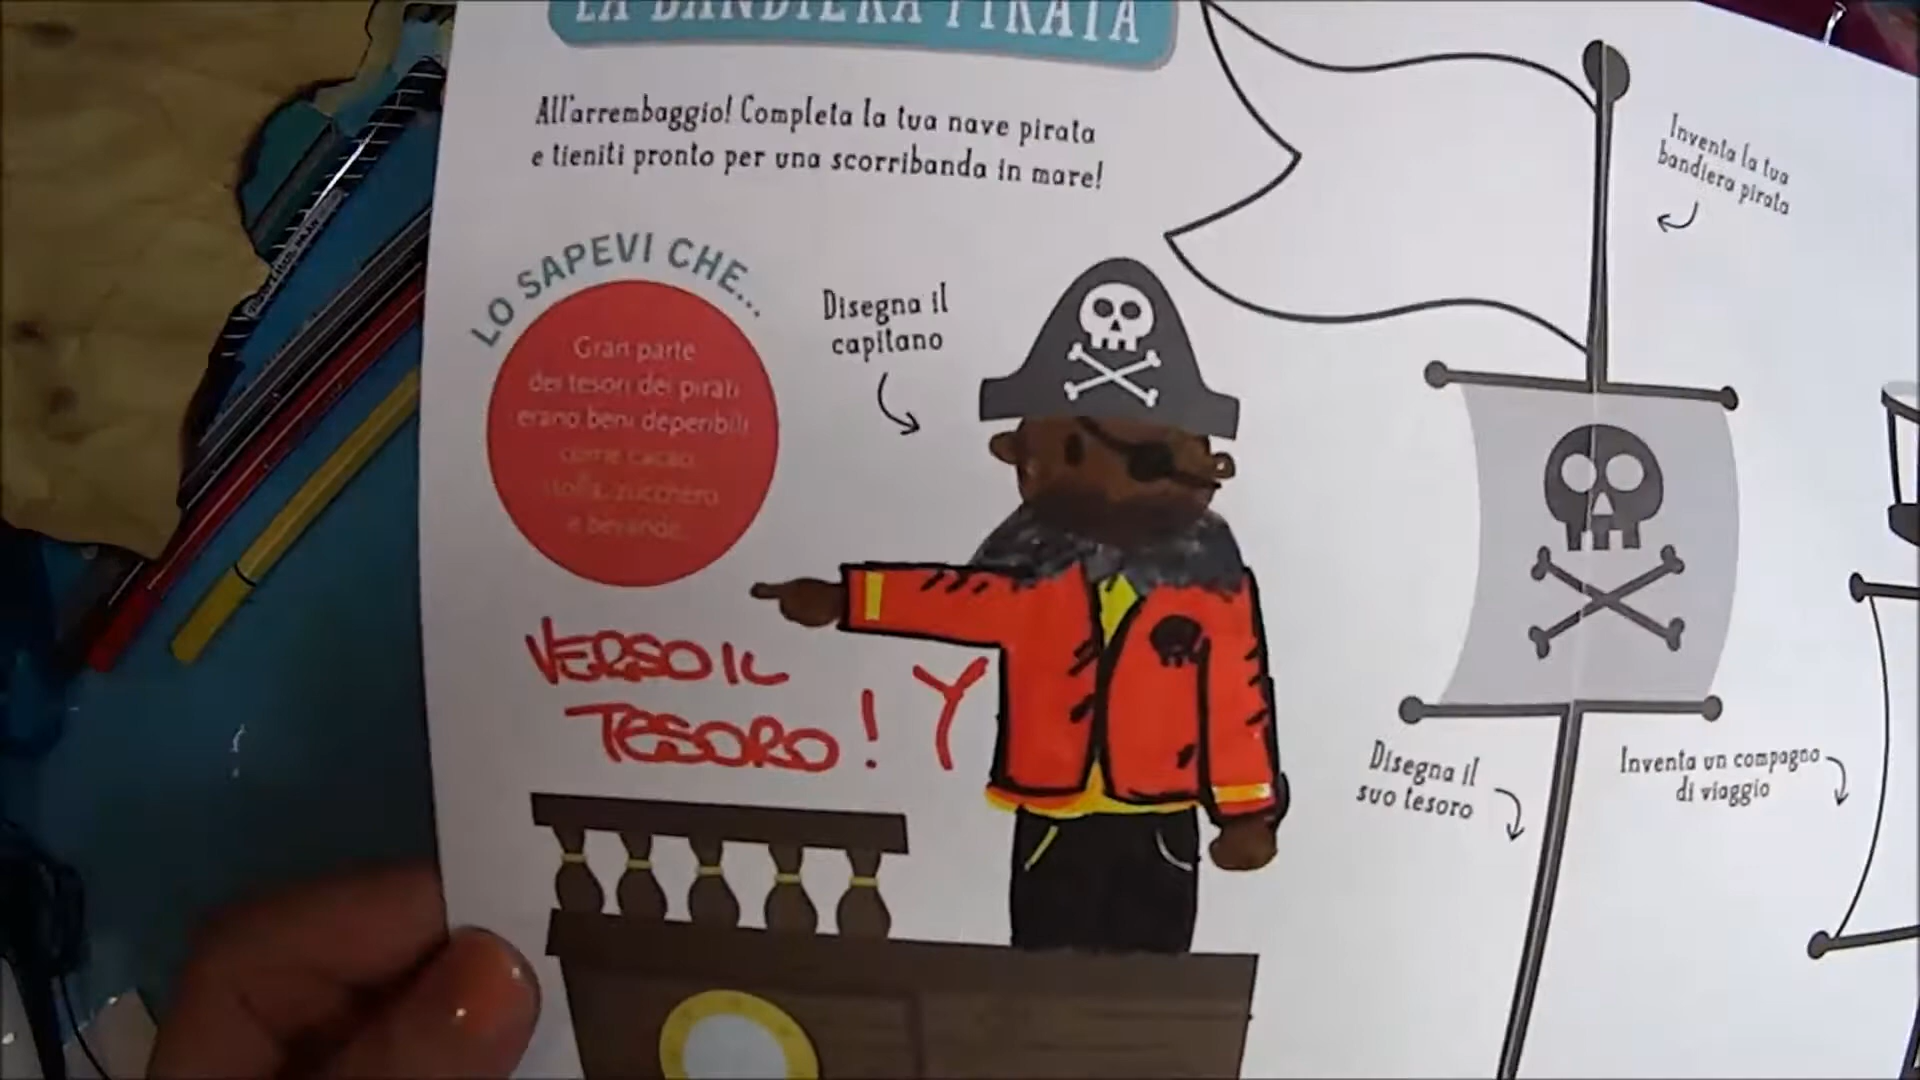 LA BANDIERA PIRATA
All'arrembaggio! Completa la tua nave pirata
e tieniti pronto per una scorribanda in mare!
LO SAPEVI CHE...
Gran parte
dei tesori dei pirati
erano beni deperibili
come cacao,
stoffa, zucchero
e bevande.
Disegna il
capitano
Inventa la tua
bandiera pirata
VERSO IL
TESORO!
Disegna il
suo tesoro
Inventa un compagno
di viaggio